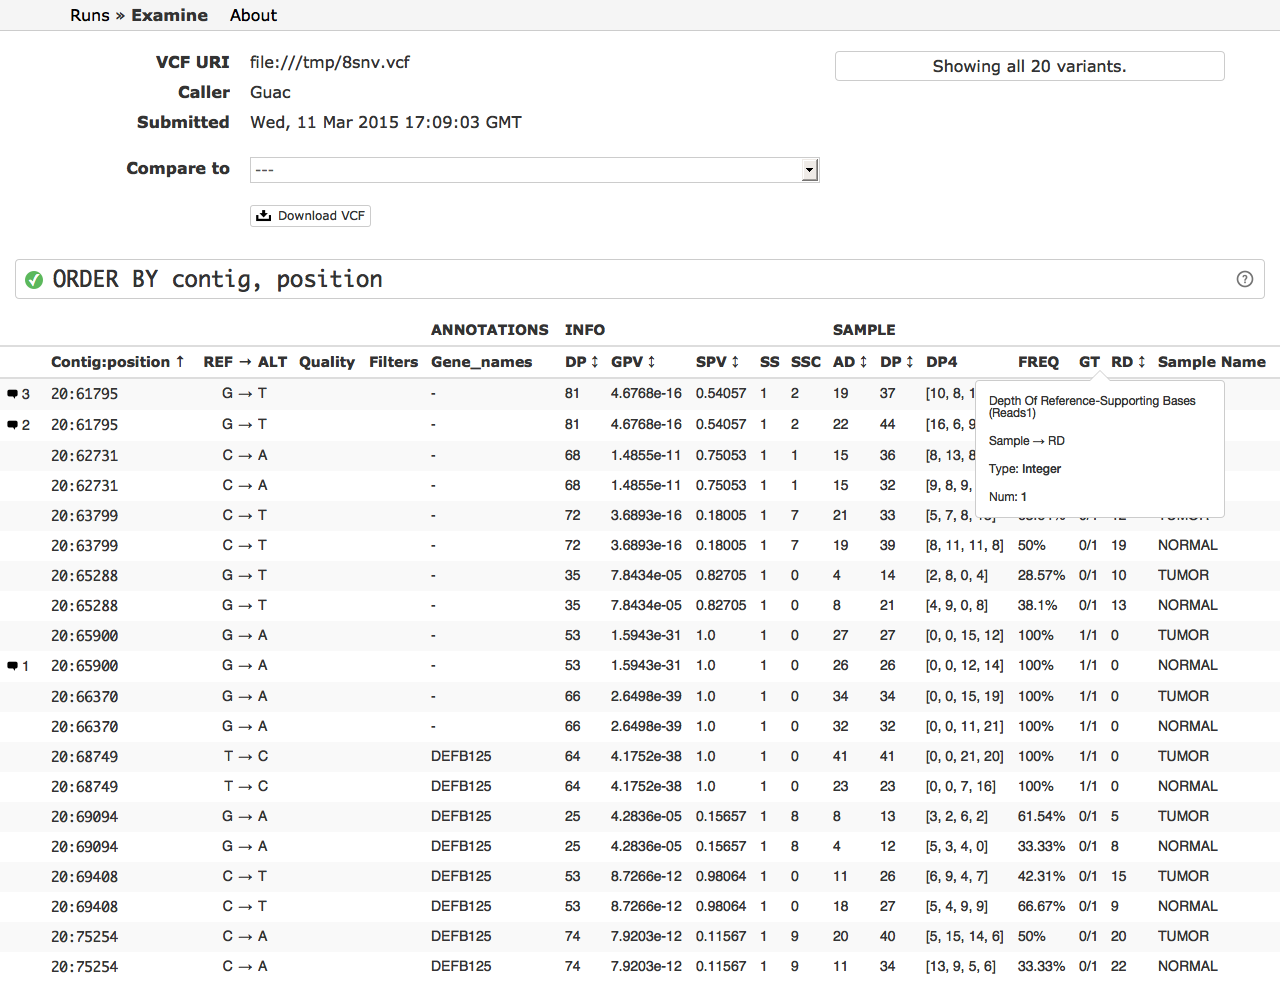 Runs » Examine About
VCF URI file:///tmp/8snv.vcf
Showing all 20 variants.
Caller Guac
Submitted Wed, 11 Mar 2015 17:09:03 GMT
Compare to ---
Download VCF
ORDER BY contig, position ?
ANNOTATIONS INFO SAMPLE
Contig:position ↑ REF → ALT Quality Filters Gene_names DP ↕ GPV ↕ SPV ↕ SS SSC AD ↕ DP ↕ DP4 FREQ GT RD ↕ Sample Name
3 20:61795 G → T - 81 4.6768e-16 0.54057 1 2 19 37 [10, 8, 1
2 20:61795 G → T - 81 4.6768e-16 0.54057 1 2 22 44 [16, 6, 9
20:62731 C → A - 68 1.4855e-11 0.75053 1 1 15 36 [8, 13, 8
20:62731 C → A - 68 1.4855e-11 0.75053 1 1 15 32 [9, 8, 9,
Depth Of Reference-Supporting Bases
(Reads1)
Sample → RD
Type: Integer
Num: 1
20:63799 C → T - 72 3.6893e-16 0.18005 1 7 21 33 [5, 7, 8, 0/1 12 TUMOR
20:63799 C → T - 72 3.6893e-16 0.18005 1 7 19 39 [8, 11, 11, 8] 50% 0/1 19 NORMAL
20:65288 G → T - 35 7.8434e-05 0.82705 1 0 4 14 [2, 8, 0, 4] 28.57% 0/1 10 TUMOR
20:65288 G → T - 35 7.8434e-05 0.82705 1 0 8 21 [4, 9, 0, 8] 38.1% 0/1 13 NORMAL
20:65900 G → A - 53 1.5943e-31 1.0 1 0 27 27 [0, 0, 15, 12] 100% 1/1 0 TUMOR
1 20:65900 G → A - 53 1.5943e-31 1.0 1 0 26 26 [0, 0, 12, 14] 100% 1/1 0 NORMAL
20:66370 G → A - 66 2.6498e-39 1.0 1 0 34 34 [0, 0, 15, 19] 100% 1/1 0 TUMOR
20:66370 G → A - 66 2.6498e-39 1.0 1 0 32 32 [0, 0, 11, 21] 100% 1/1 0 NORMAL
20:68749 T → C DEFB125 64 4.1752e-38 1.0 1 0 41 41 [0, 0, 21, 20] 100% 1/1 0 TUMOR
20:68749 T → C DEFB125 64 4.1752e-38 1.0 1 0 23 23 [0, 0, 7, 16] 100% 1/1 0 NORMAL
20:69094 G → A DEFB125 25 4.2836e-05 0.15657 1 8 8 13 [3, 2, 6, 2] 61.54% 0/1 5 TUMOR
20:69094 G → A DEFB125 25 4.2836e-05 0.15657 1 8 4 12 [5, 3, 4, 0] 33.33% 0/1 8 NORMAL
20:69408 C → T DEFB125 53 8.7266e-12 0.98064 1 0 11 26 [6, 9, 4, 7] 42.31% 0/1 15 TUMOR
20:69408 C → T DEFB125 53 8.7266e-12 0.98064 1 0 18 27 [5, 4, 9, 9] 66.67% 0/1 9 NORMAL
20:75254 C → A DEFB125 74 7.9203e-12 0.11567 1 9 20 40 [5, 15, 14, 6] 50% 0/1 20 TUMOR
20:75254 C → A DEFB125 74 7.9203e-12 0.11567 1 9 11 34 [13, 9, 5, 6] 33.33% 0/1 22 NORMAL